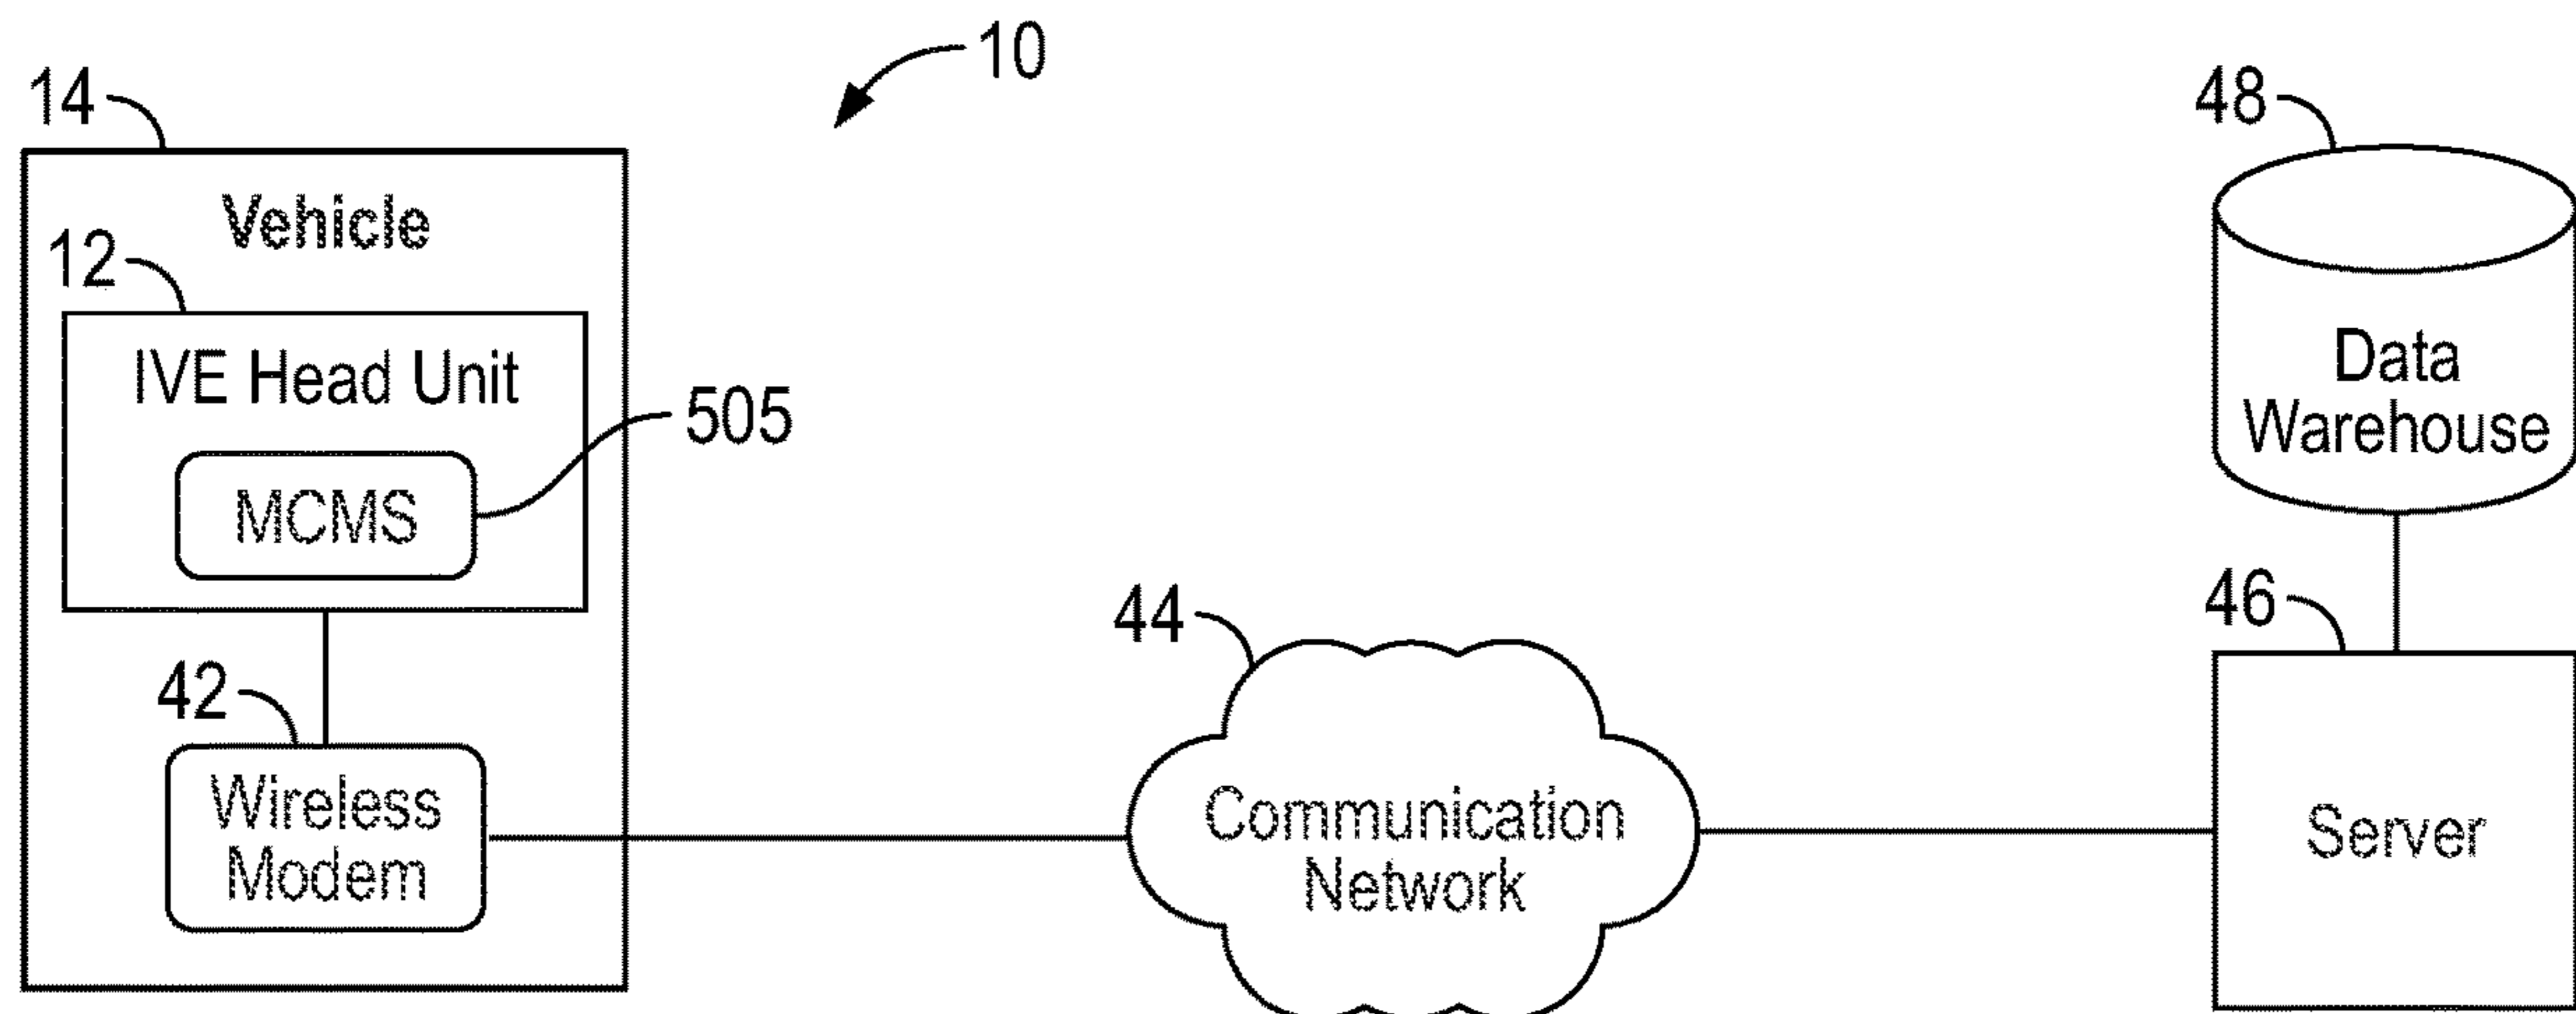 10
14
Vehicle
12
IVE Head Unit
505
MCMS
42
Wireless
Modem
44
Communication
Network
48
Data
Warehouse
46
Server